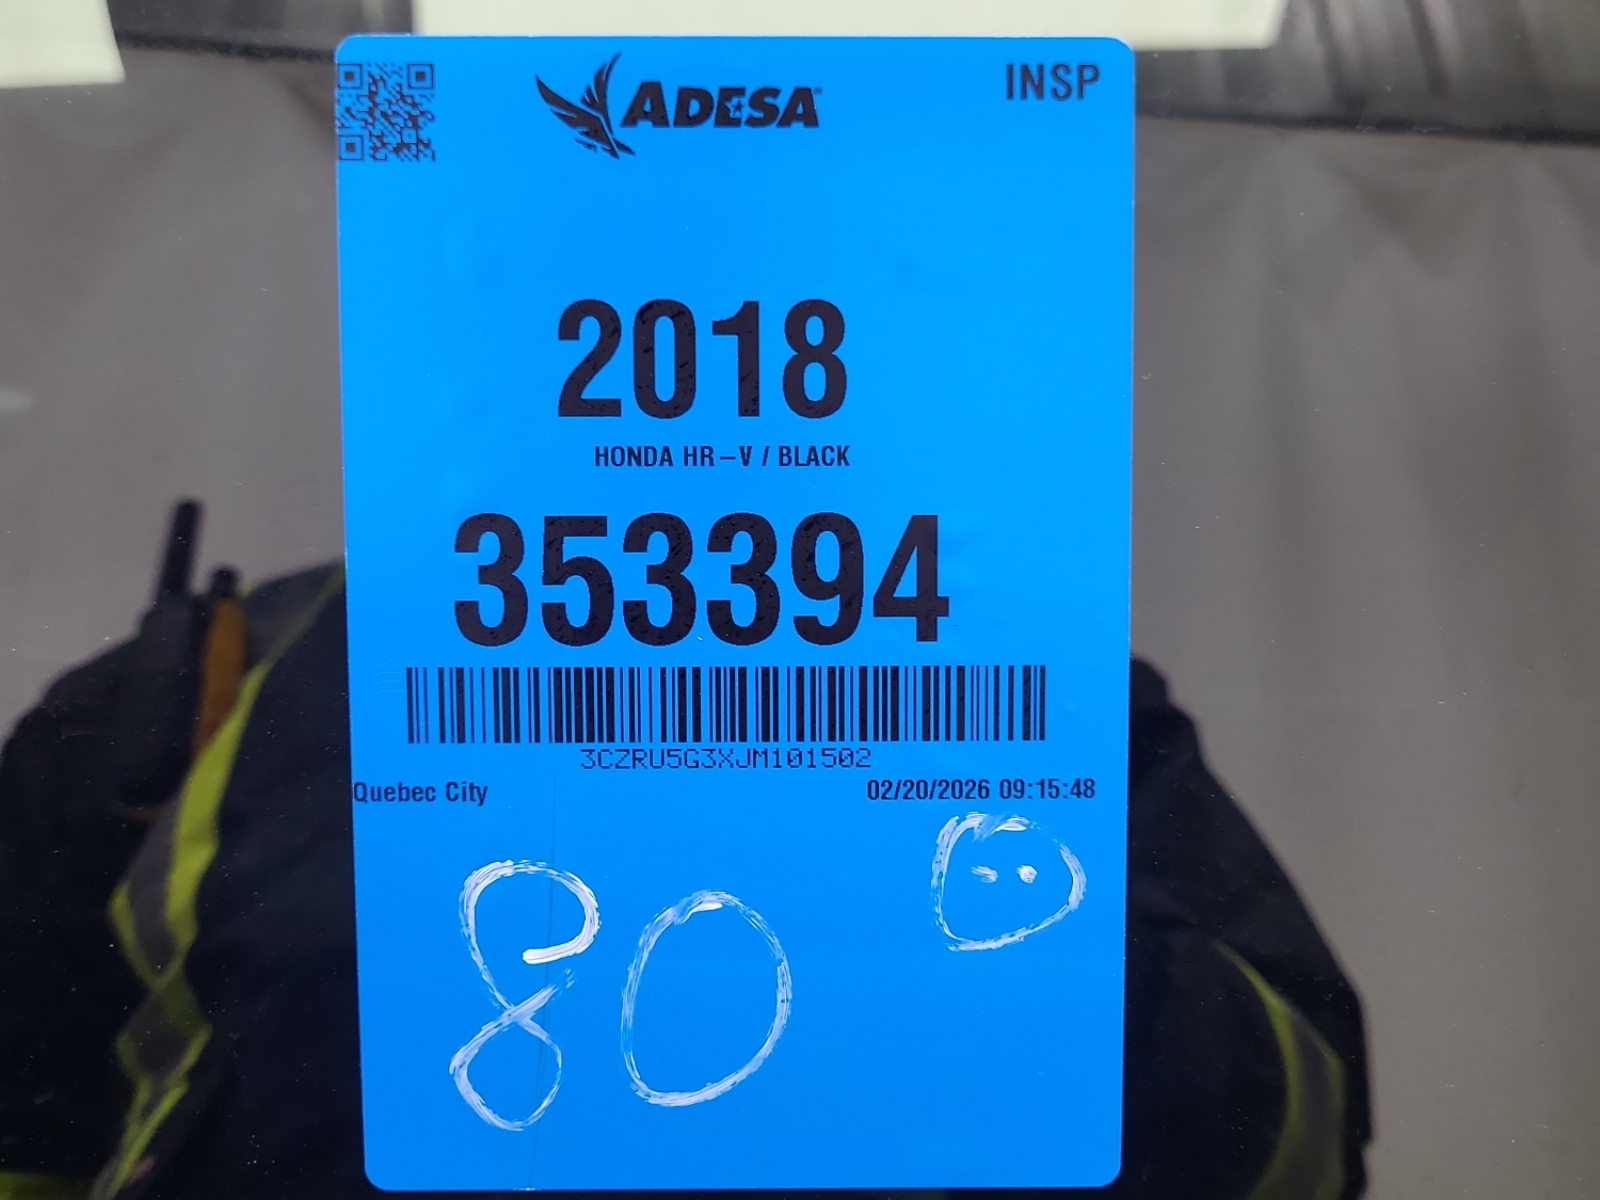 ADESA
INSP
2018
HONDA HR-V / BLACK
353394
3CZRU5G3XJM101502
Quebec City
02/20/2026 09:15:48
80